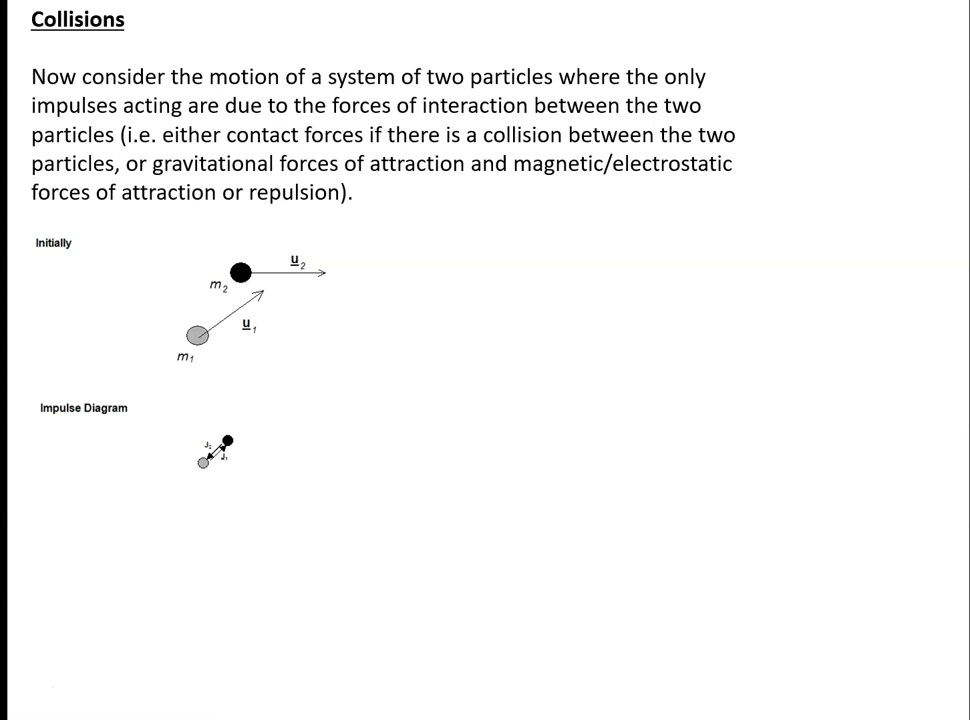 Collisions
Now consider the motion of a system of two particles where the only
impulses acting are due to the forces of interaction between the two
particles (i.e. either contact forces if there is a collision between the two
particles, or gravitational forces of attraction and magnetic/electrostatic
forces of attraction or repulsion).
Initially
u₂
m₂
u₁
m₁
Impulse Diagram
J₂
J₁